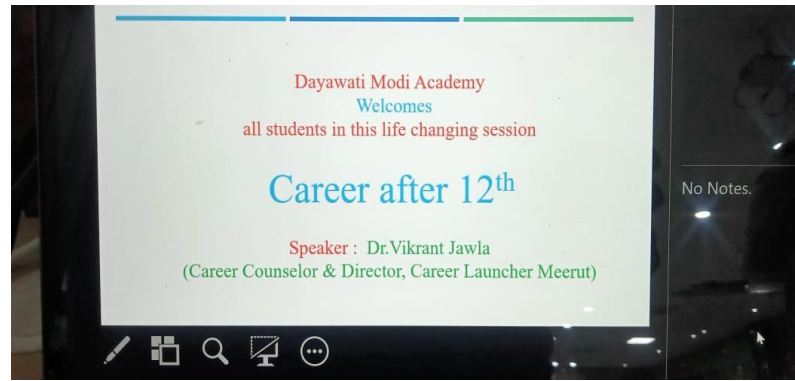 Dayawati Modi Academy
Welcomes
all students in this life changing session
Career after 12th
Speaker : Dr.Vikrant Jawla
(Career Counselor & Director, Career Launcher Meerut)
No Notes.